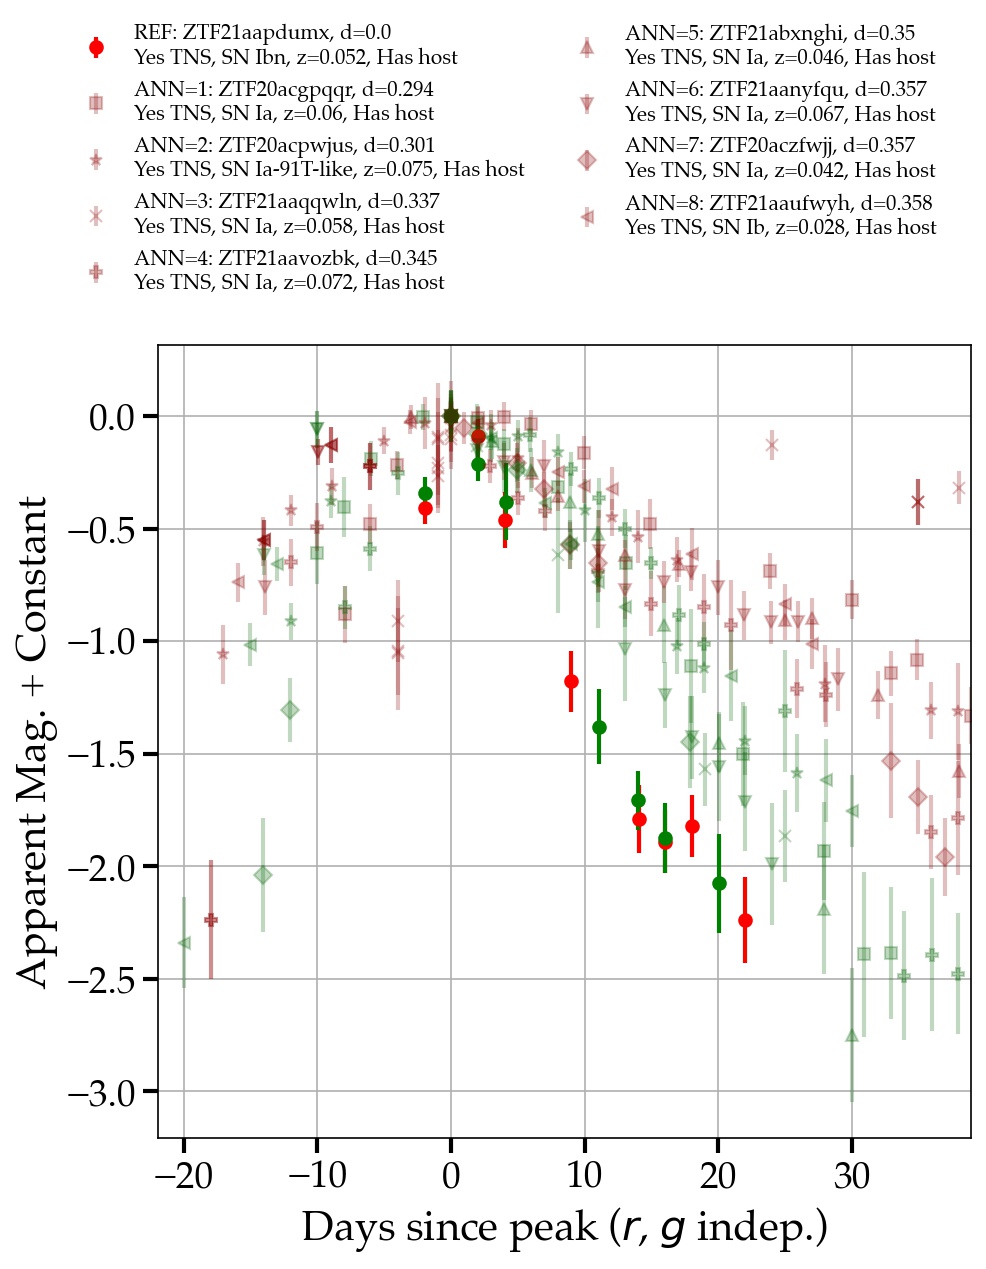 REF: ZTF21aapdumx, d=0.0
Yes TNS, SN Ibn, z=0.052, Has host
ANN=1: ZTF20acgpqqr, d=0.294
Yes TNS, SN Ia, z=0.06, Has host
ANN=2: ZTF20acpwjus, d=0.301
Yes TNS, SN Ia-91T-like, z=0.075, Has host
ANN=3: ZTF21aaqqwln, d=0.337
Yes TNS, SN Ia, z=0.058, Has host
ANN=4: ZTF21aavozbk, d=0.345
Yes TNS, SN Ia, z=0.072, Has host
ANN=5: ZTF21abxnghi, d=0.35
Yes TNS, SN Ia, z=0.046, Has host
ANN=6: ZTF21aanyfqu, d=0.357
Yes TNS, SN Ia, z=0.067, Has host
ANN=7: ZTF20aczfwjj, d=0.357
Yes TNS, SN Ia, z=0.042, Has host
ANN=8: ZTF21aaufwyh, d=0.358
Yes TNS, SN Ib, z=0.028, Has host
Apparent Mag. + Constant
0.0
−0.5
−1.0
−1.5
−2.0
−2.5
−3.0
−20 −10 0 10 20 30
Days since peak (r, g indep.)